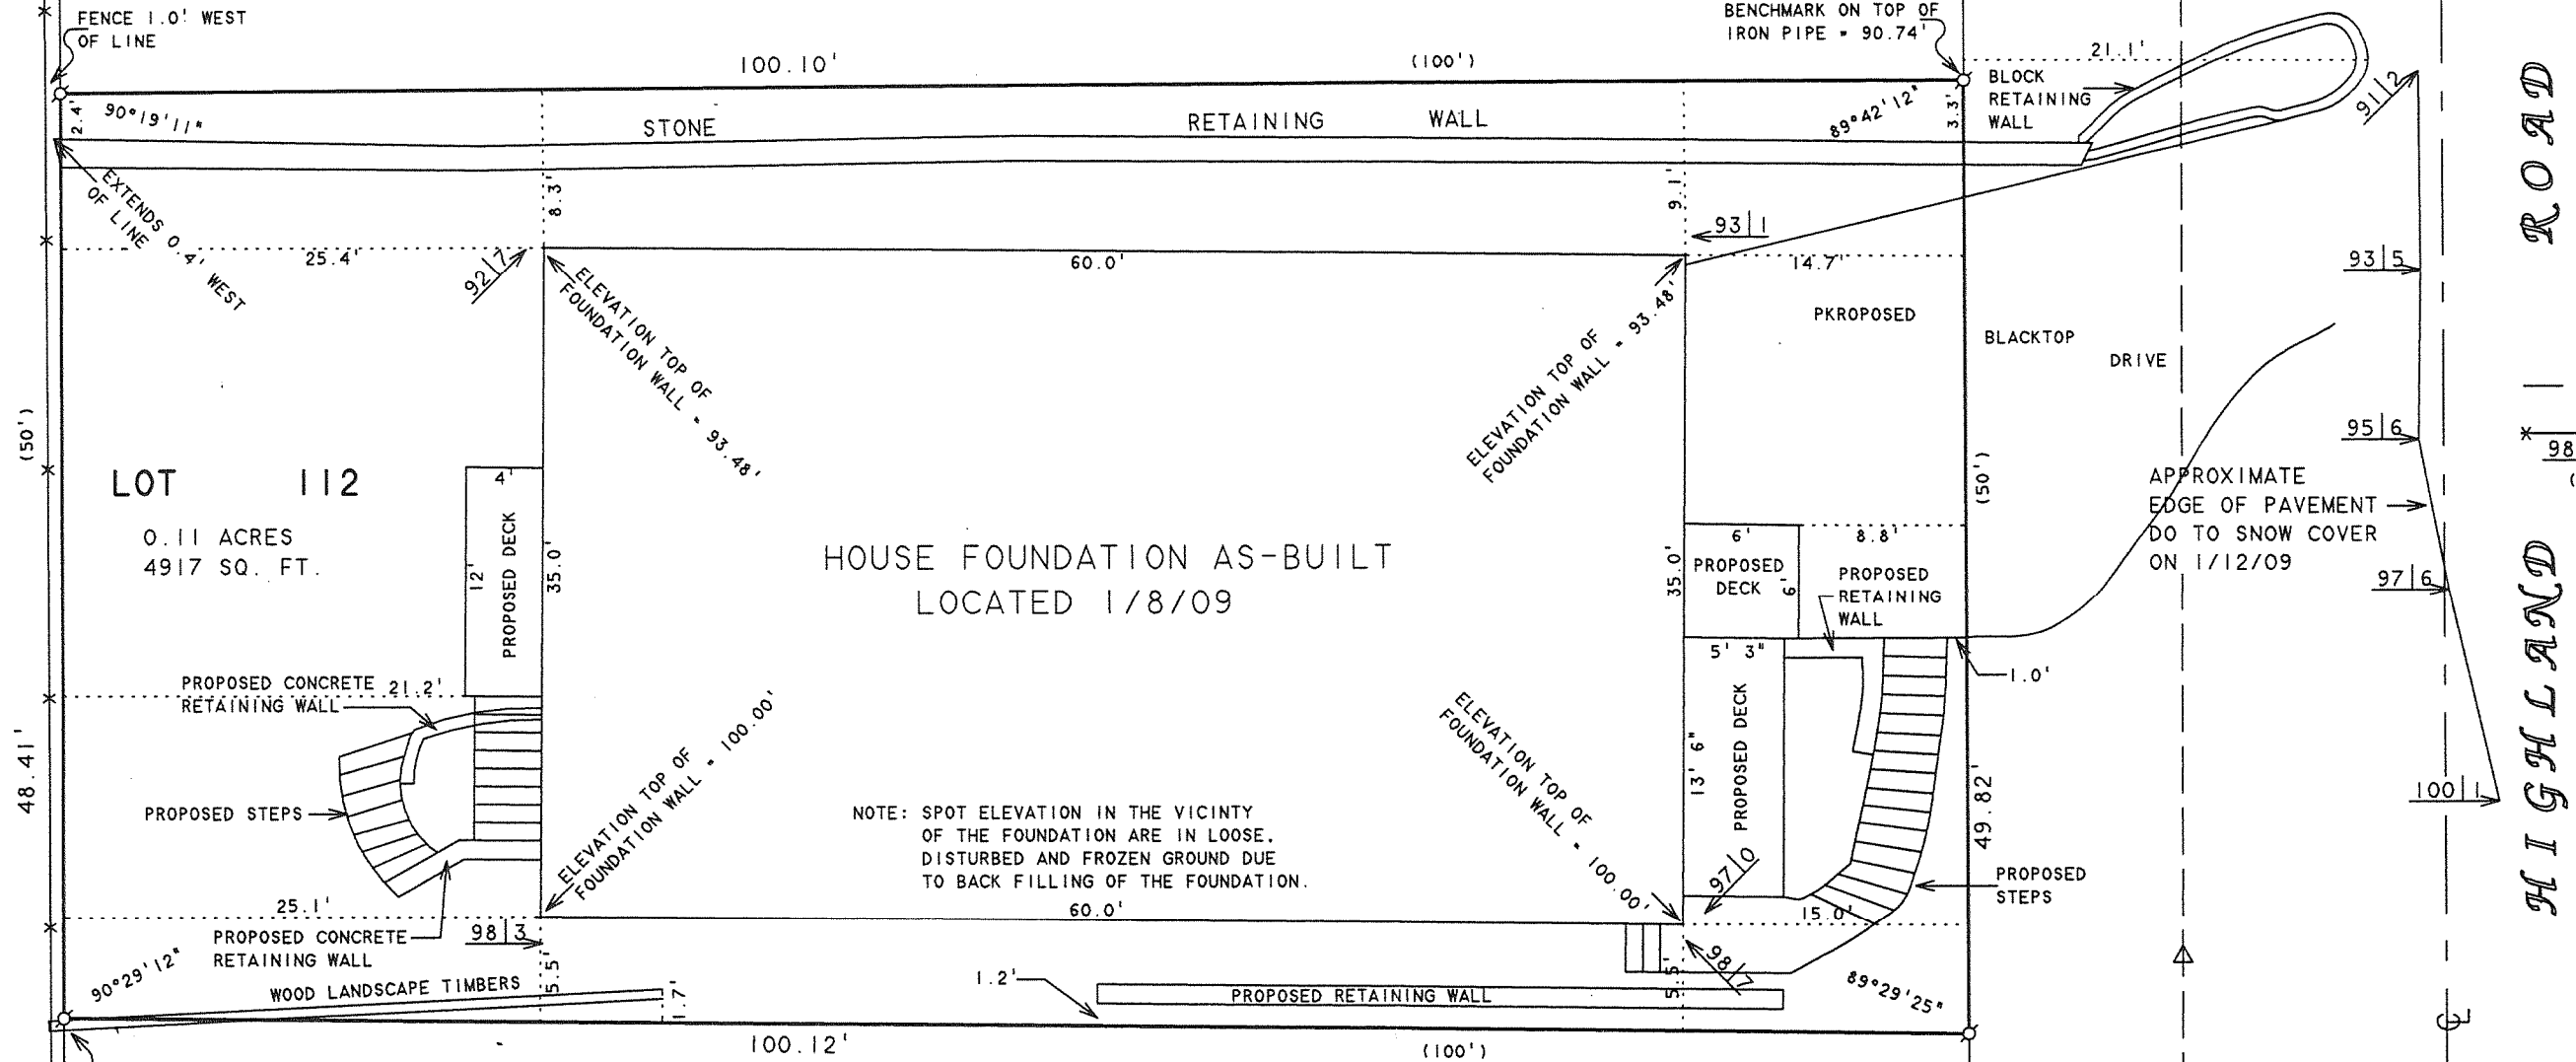 FENCE 1.0' WEST
OF LINE
100.10'
(100')
BENCHMARK ON TOP OF
IRON PIPE = 90.74'
21.1'
BLOCK
RETAINING
WALL
91|2
2.4'
90°19'11"
STONE RETAINING WALL
89°42'12"
3.3'
EXTENDS 0.4' WEST
OF LINE
8.3'
9.1'
93|1
25.4'
92|7
60.0'
14.7'
93|5
ELEVATION TOP OF
FOUNDATION WALL = 93.48'
ELEVATION TOP OF
FOUNDATION WALL = 93.48'
PKROPOSED
BLACKTOP
DRIVE
HIGHLAND ROAD
(50')
LOT 112
0.11 ACRES
4917 SQ. FT.
4'
12'
PROPOSED DECK
35.0'
HOUSE FOUNDATION AS-BUILT
LOCATED 1/8/09
35.0'
6'
PROPOSED
DECK
6'
8.8'
PROPOSED
RETAINING
WALL
(50')
95|6
98
APPROXIMATE
EDGE OF PAVEMENT
DO TO SNOW COVER
ON 1/12/09
97|6
1.0'
PROPOSED CONCRETE
RETAINING WALL
21.2'
5' 3"
13' 6"
PROPOSED DECK
48.41'
PROPOSED STEPS
ELEVATION TOP OF
FOUNDATION WALL = 100.00'
ELEVATION TOP OF
FOUNDATION WALL = 100.00'
NOTE: SPOT ELEVATION IN THE VICINTY
OF THE FOUNDATION ARE IN LOOSE,
DISTURBED AND FROZEN GROUND DUE
TO BACK FILLING OF THE FOUNDATION.
49.82'
100|1
97|0
PROPOSED
STEPS
25.1'
60.0'
15.0'
PROPOSED CONCRETE
RETAINING WALL
98|3
5.5'
5.5'
98|7
90°29'12"
WOOD LANDSCAPE TIMBERS
1.7'
1.2'
PROPOSED RETAINING WALL
89°29'25"
100.12'
(100')